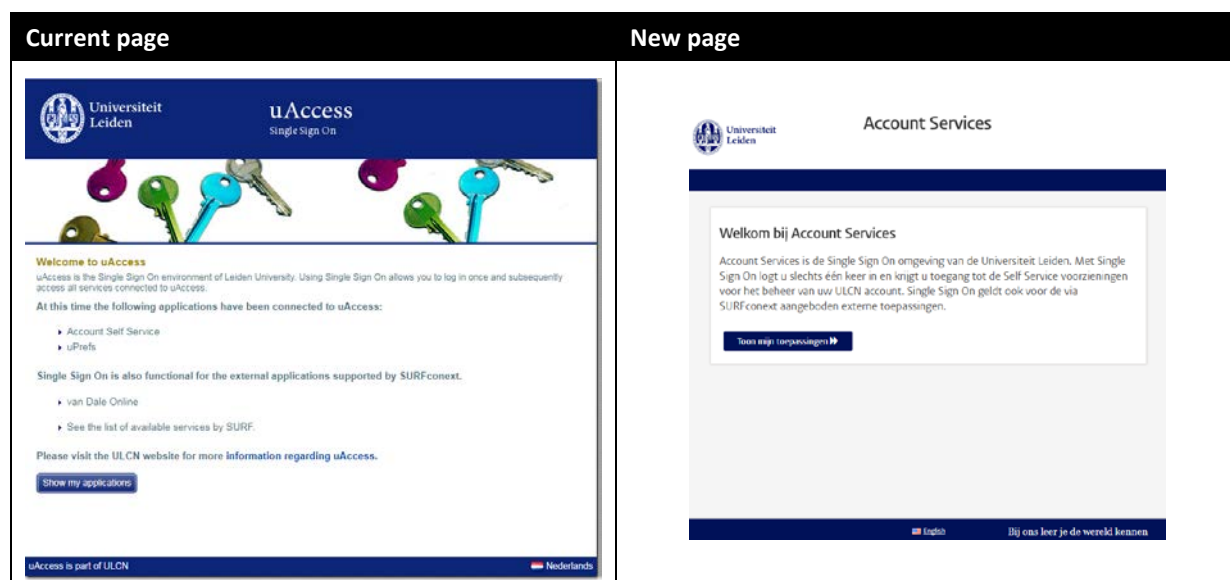 Current page
New page
Universiteit
Leiden
uAccess
Single Sign On
Welcome to uAccess
uAccess is the Single Sign On environment of Leiden University. Using Single Sign On allows you to log in once and subsequently
access all services connected to uAccess.
At this time the following applications have been connected to uAccess:
Account Self Service
uPrefs
Single Sign On is also functional for the external applications supported by SURFconext.
van Dale Online
See the list of available services by SURF.
Please visit the ULCN website for more information regarding uAccess.
Show my applications
uAccess is part of ULCN
Nederlands
Universiteit
Leiden
Account Services
Welkom bij Account Services
Account Services is de Single Sign On omgeving van de Universiteit Leiden. Met Single
Sign On logt u slechts één keer in en krijgt u toegang tot de Self Service voorzieningen
voor het beheer van uw ULCN account. Single Sign On geldt ook voor de via
SURFconext aangeboden externe toepassingen.
Toon mijn toepassingen
English
Bij ons leer je de wereld kennen